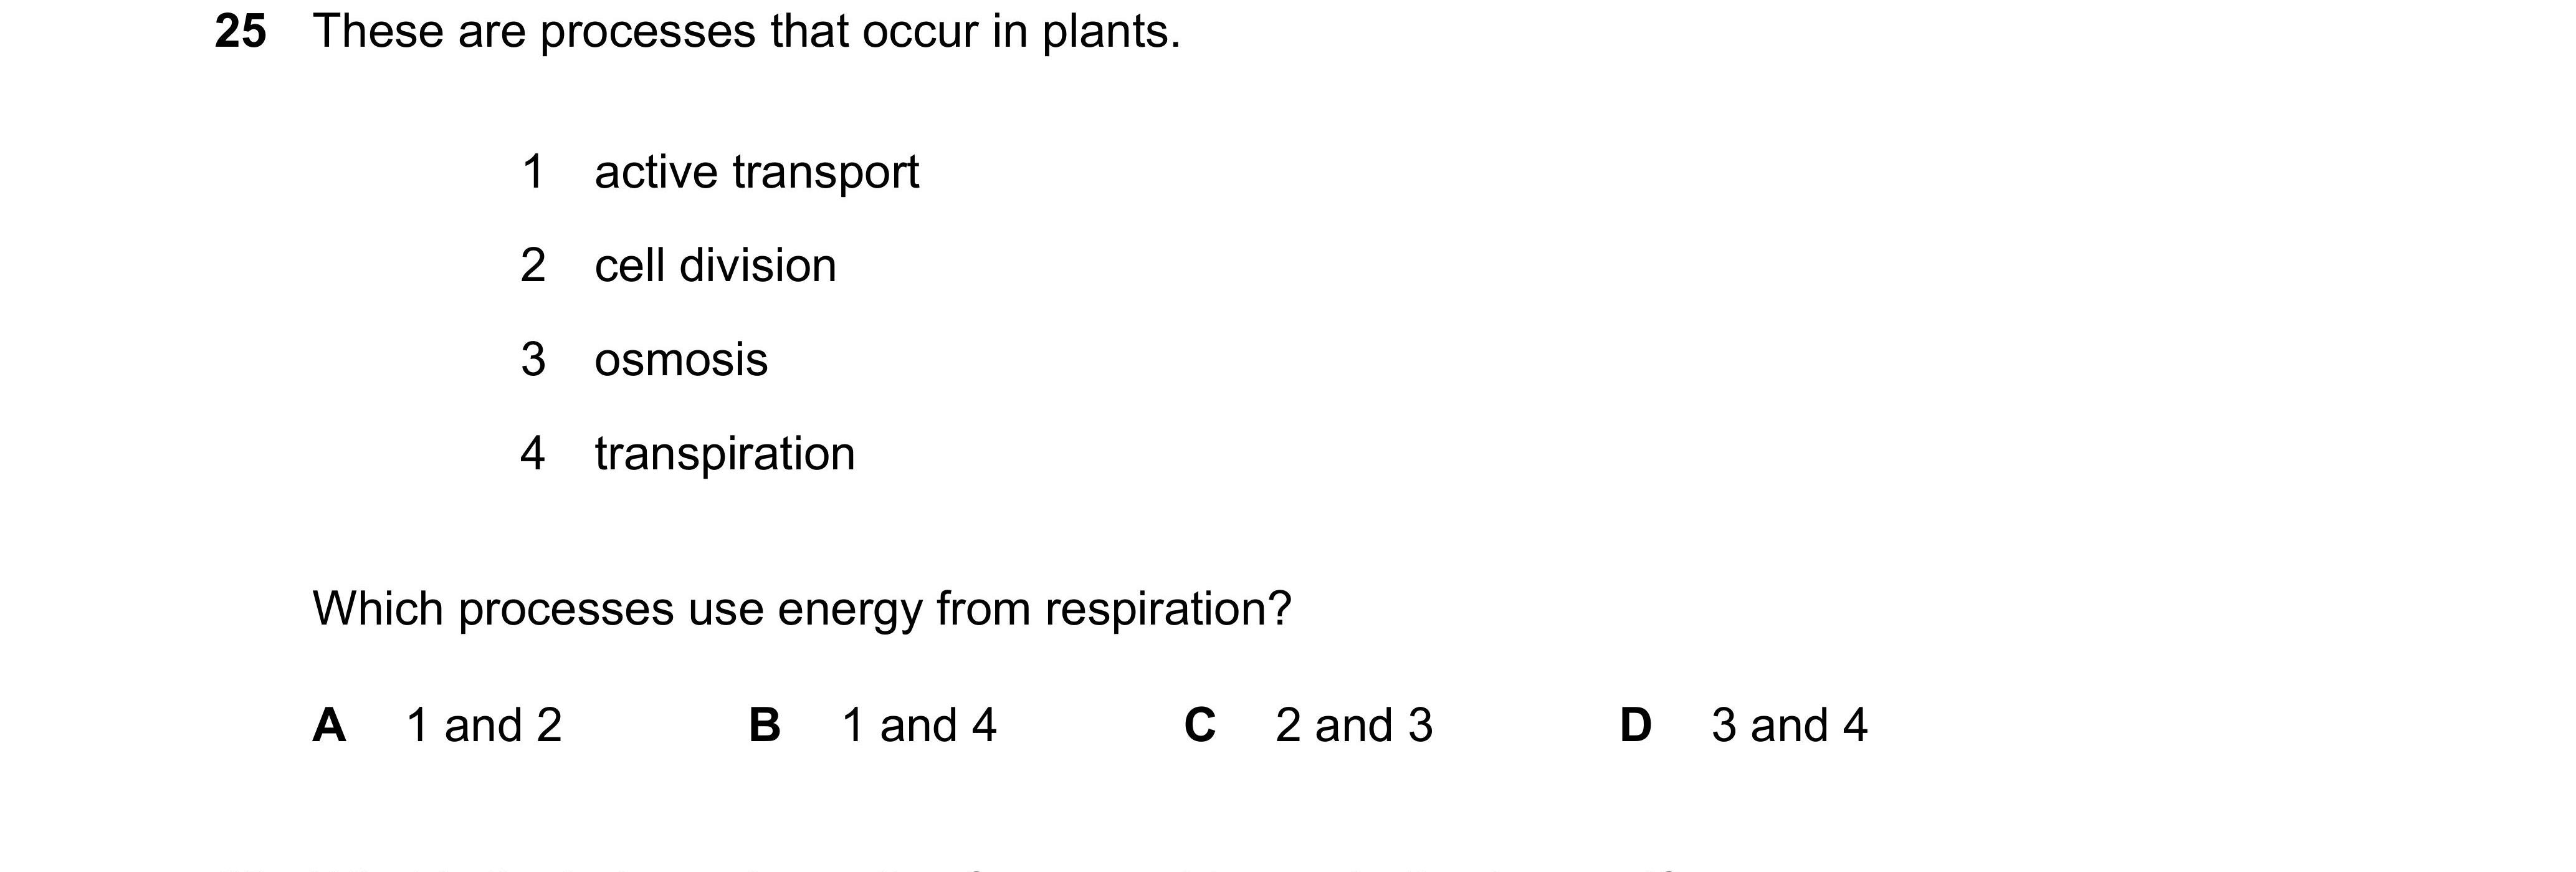 25 These are processes that occur in plants.
1 active transport
2 cell division
3 osmosis
4 transpiration
Which processes use energy from respiration?
A 1 and 2 B 1 and 4 C 2 and 3 D 3 and 4